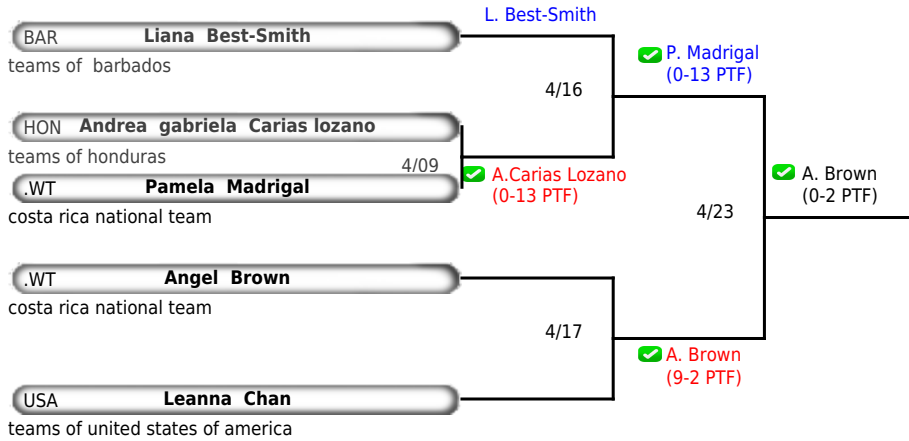 L. Best-Smith
BAR Liana Best-Smith
teams of barbados
P. Madrigal
(0-13 PTF)
4/16
HON Andrea gabriela Carias lozano
teams of honduras
4/09
A.Carias Lozano
(0-13 PTF)
.WT Pamela Madrigal
costa rica national team
A. Brown
(0-2 PTF)
4/23
.WT Angel Brown
costa rica national team
4/17
A. Brown
(9-2 PTF)
USA Leanna Chan
teams of united states of america